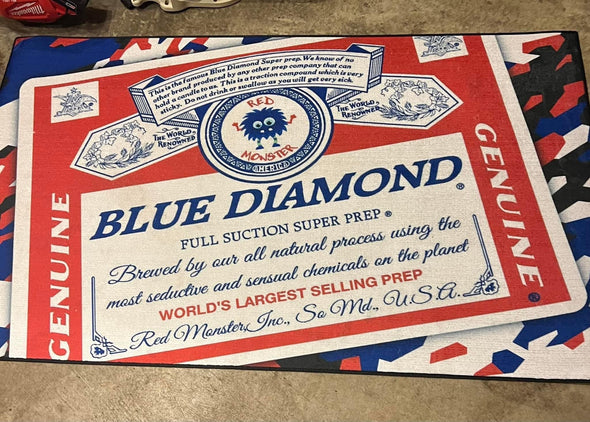 Milwaukee
This is the famous Blue Diamond Super prep. We know of no
other brand produced by any other prep company that can
hold a candle to us. This is a traction compound which is very
sticky. Do not drink or swallow as you will get very sick.
THE WORLD
RENOWNED
RED
MONSTER
AMERICA
THE WORLD
RENOWNED
GENUINE
BLUE DIAMOND®
FULL SUCTION SUPER PREP®
Brewed by our all natural process using the
most seductive and sensual chemicals on the planet
WORLD'S LARGEST SELLING PREP
Red Monster, Inc., So Md., U.S.A.
GENUINE®